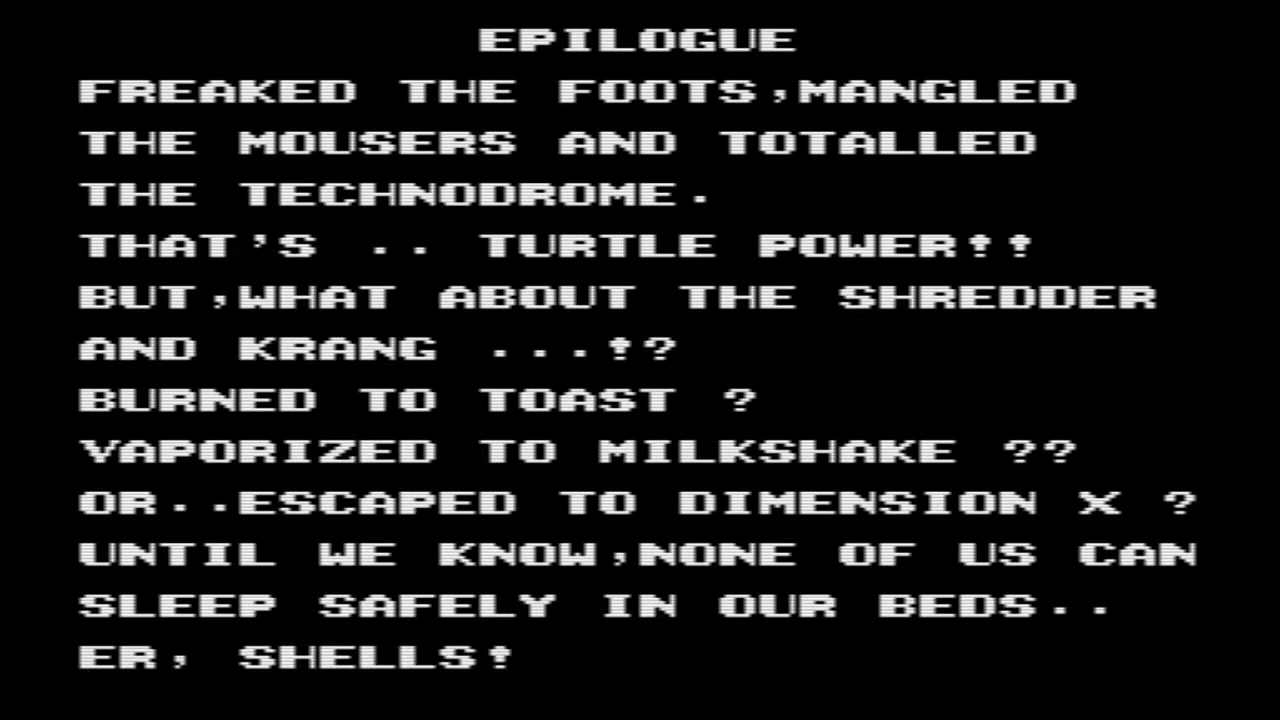 EPILOGUE
FREAKED THE FOOTS,MANGLED
THE MOUSERS AND TOTALLED
THE TECHNODROME.
THAT'S .. TURTLE POWER!!
BUT,WHAT ABOUT THE SHREDDER
AND KRANG ...!?
BURNED TO TOAST ?
VAPORIZED TO MILKSHAKE ??
OR..ESCAPED TO DIMENSION X ?
UNTIL WE KNOW,NONE OF US CAN
SLEEP SAFELY IN OUR BEDS..
ER, SHELLS!